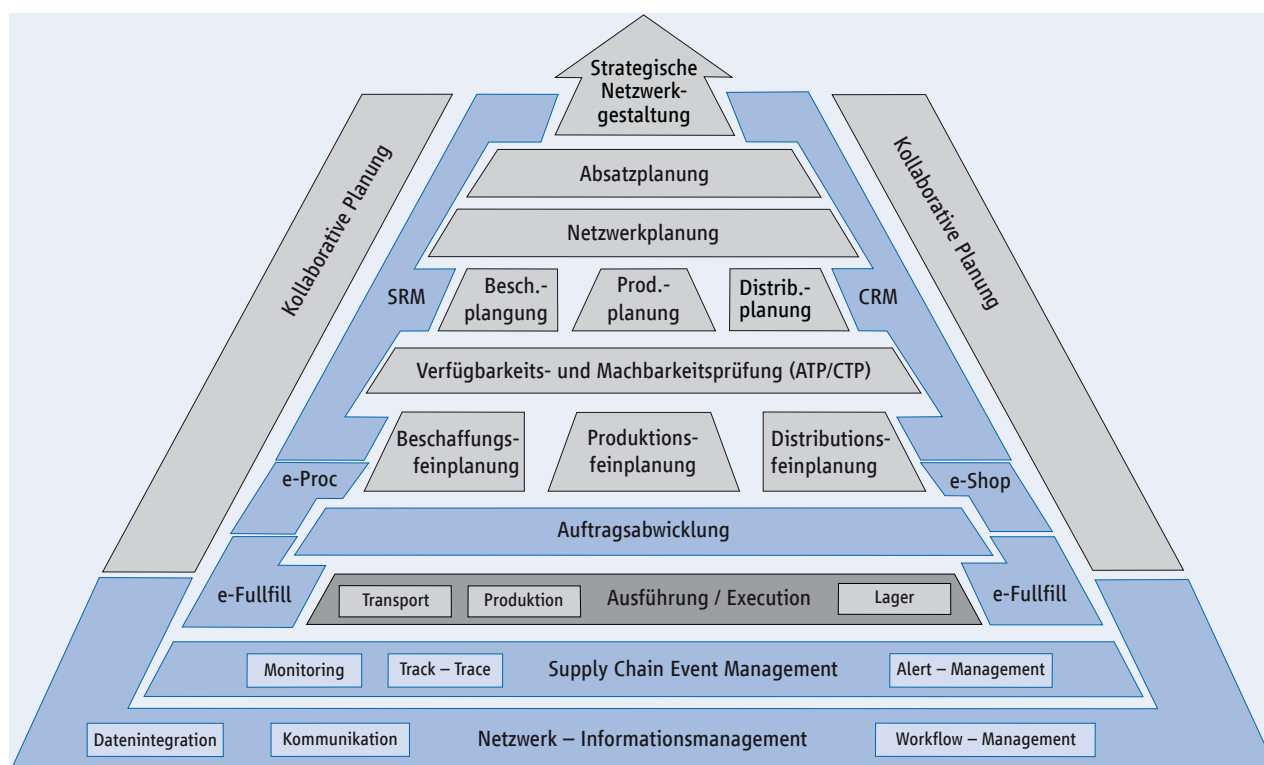 Strategische
Netzwerk-
gestaltung
Kollaborative Planung
Kollaborative Planung
Absatzplanung
Netzwerkplanung
SRM
Besch.-
plangung
Prod.-
planung
Distrib.-
planung
CRM
Verfügbarkeits- und Machbarkeitsprüfung (ATP/CTP)
Beschaffungs-
feinplanung
Produktions-
feinplanung
Distributions-
feinplanung
e-Proc
e-Shop
Auftragsabwicklung
e-Fullfill
Transport
Produktion
Ausführung / Execution
Lager
e-Fullfill
Monitoring
Track – Trace
Supply Chain Event Management
Alert – Management
Datenintegration
Kommunikation
Netzwerk – Informationsmanagement
Workflow – Management